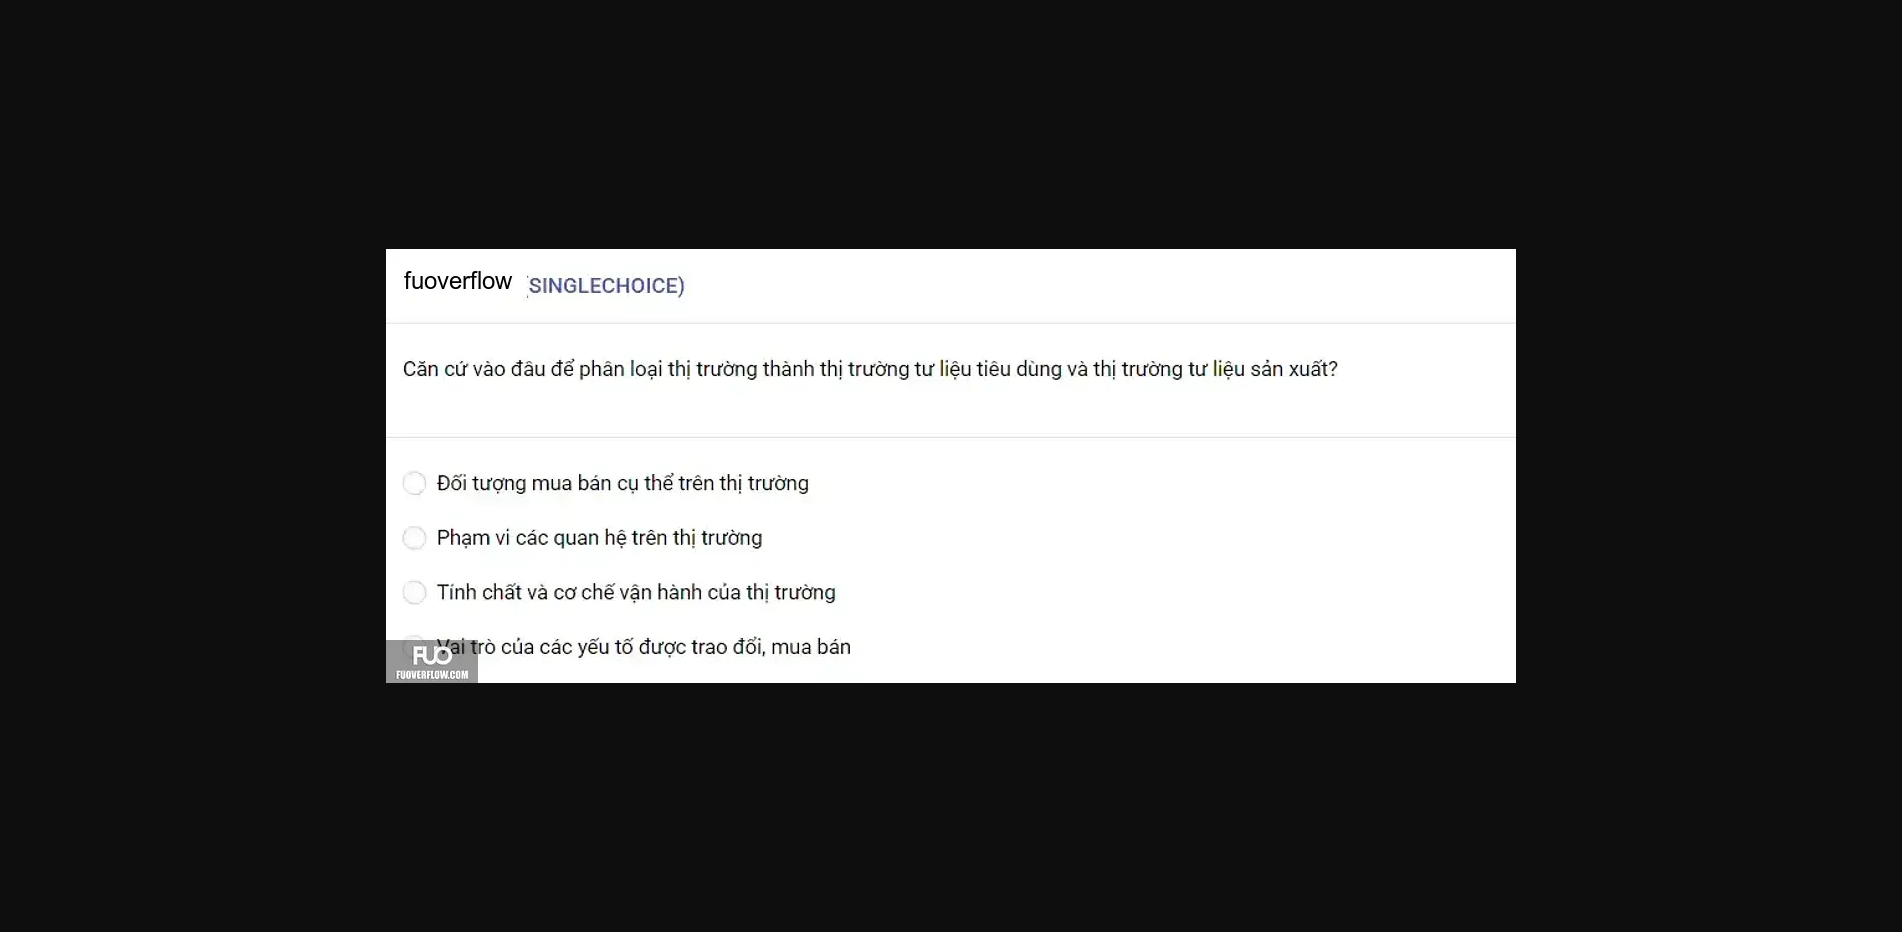 fuoverflow (SINGLECHOICE)
Căn cứ vào đâu để phân loại thị trường thành thị trường tư liệu tiêu dùng và thị trường tư liệu sản xuất?
Đối tượng mua bán cụ thể trên thị trường
Phạm vi các quan hệ trên thị trường
Tính chất và cơ chế vận hành của thị trường
Vai trò của các yếu tố được trao đổi, mua bán
FUO
FUOVERFLOW.COM